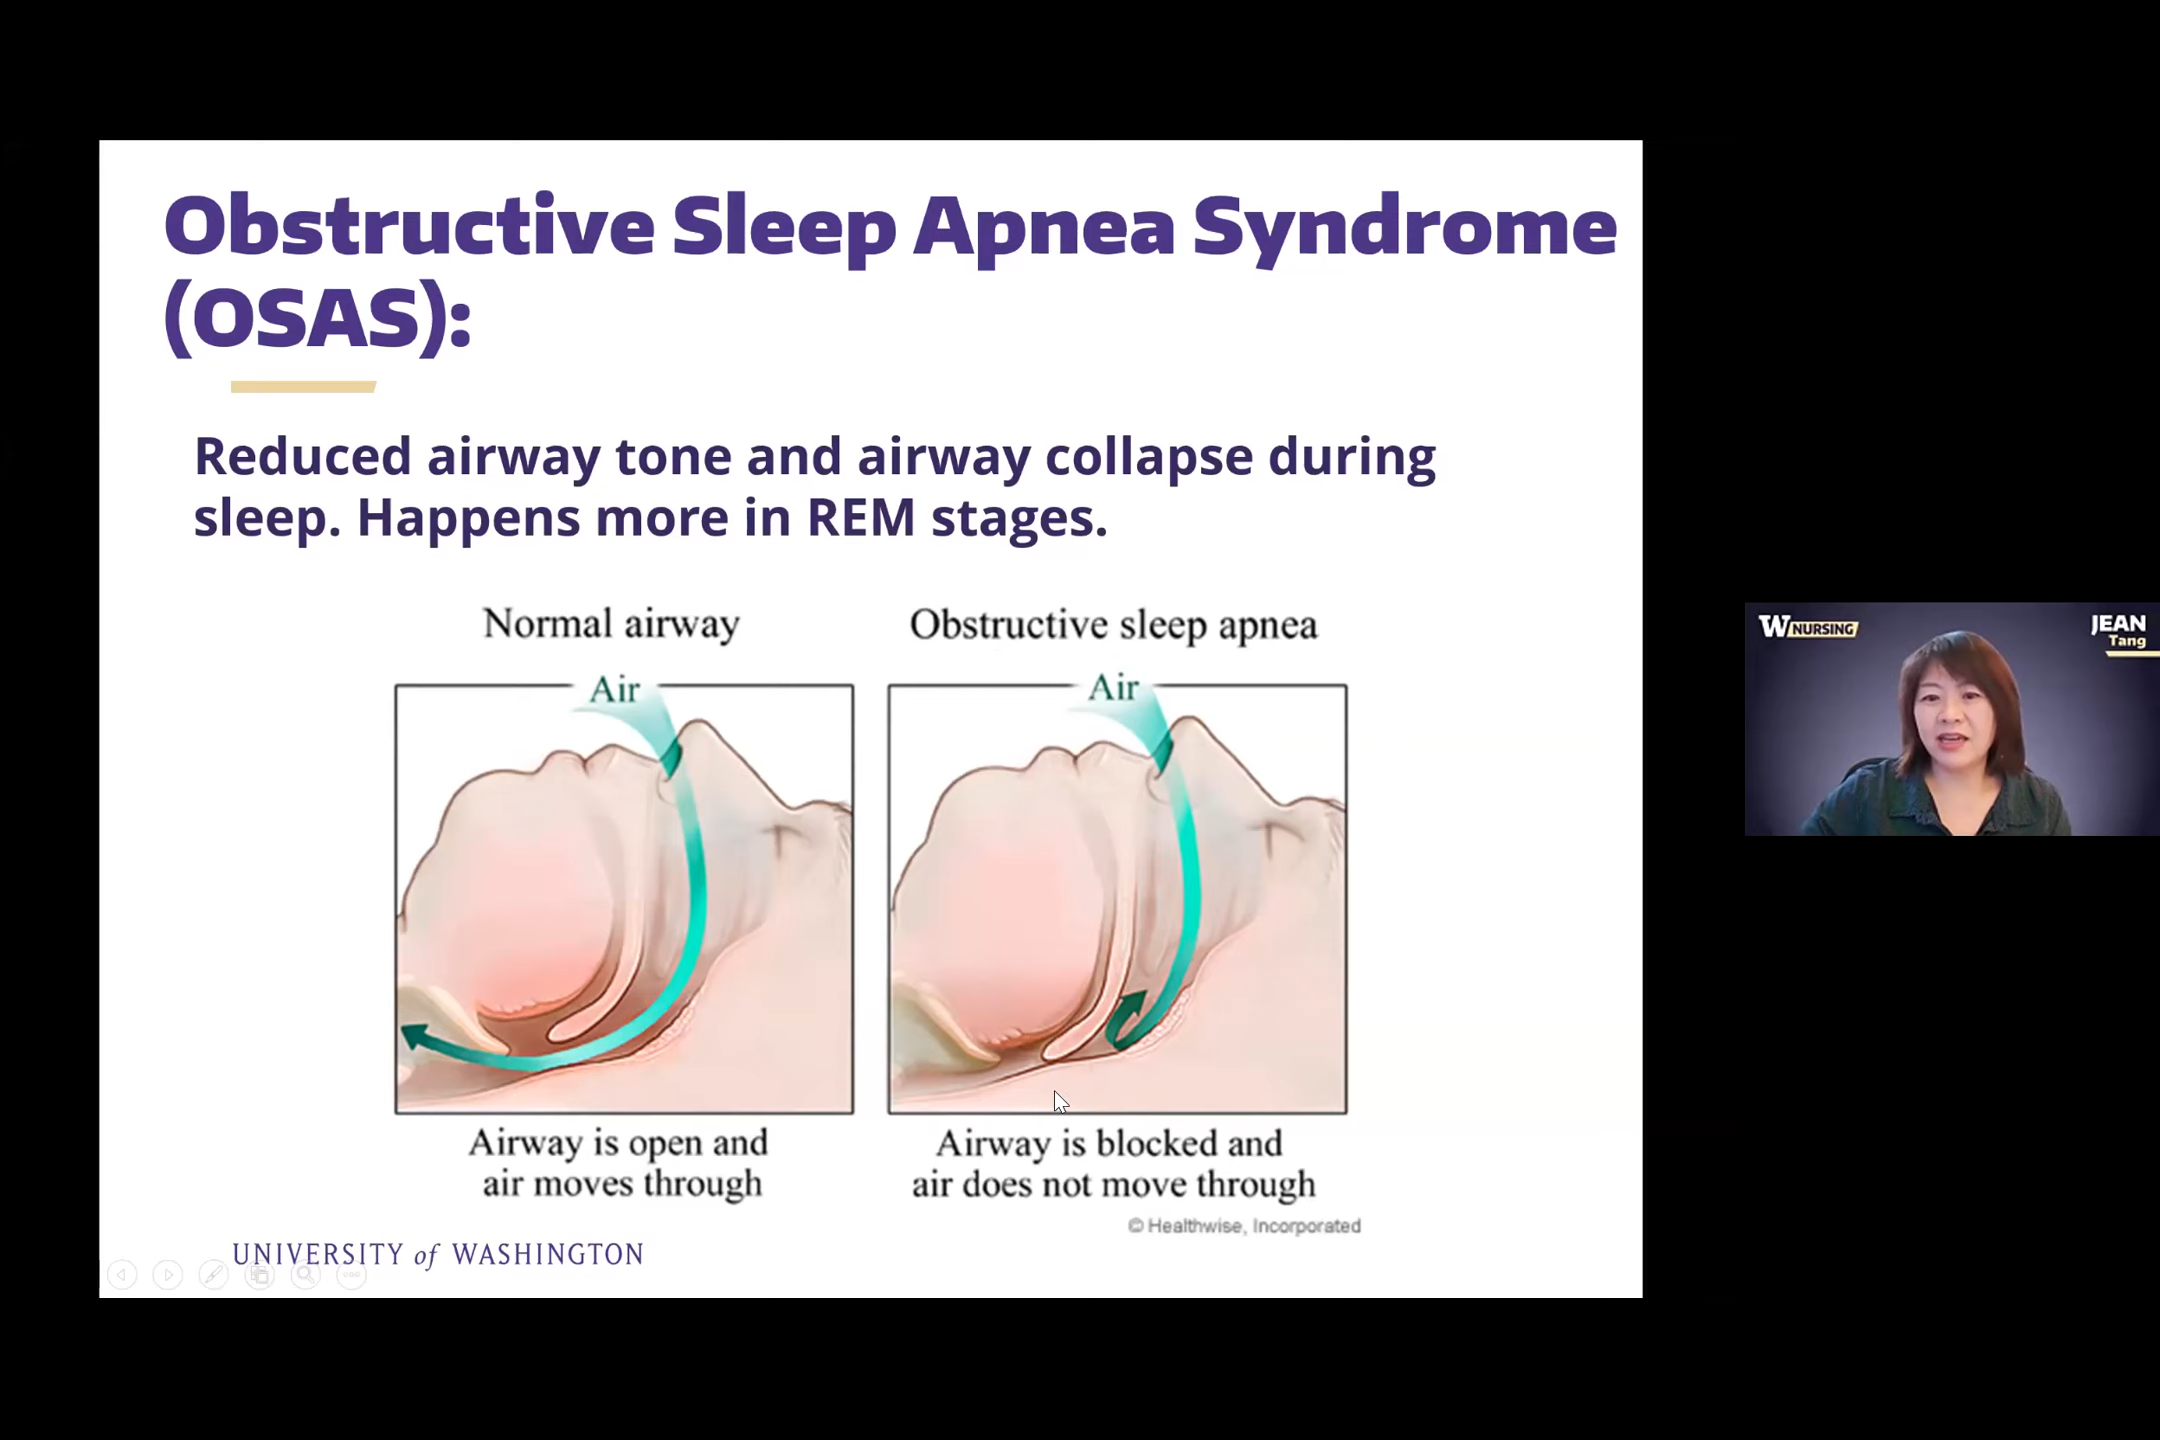 Obstructive Sleep Apnea Syndrome
(OSAS):
Reduced airway tone and airway collapse during
sleep. Happens more in REM stages.
Normal airway
Air
Airway is open and
air moves through
Obstructive sleep apnea
Air
Airway is blocked and
air does not move through
© Healthwise, Incorporated
UNIVERSITY of WASHINGTON
W NURSING
JEAN
Tang